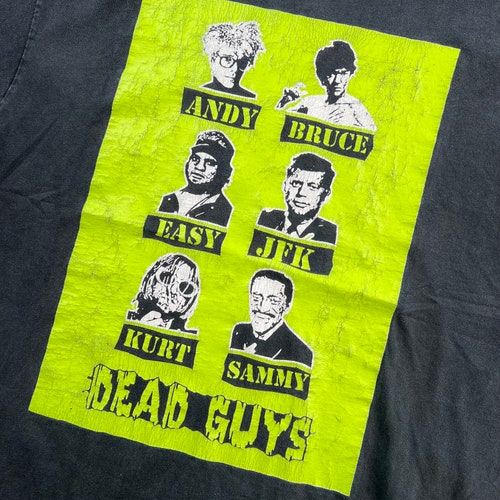 ANDY BRUCE
EASY JFK
KURT SAMMY
DEAD GUYS